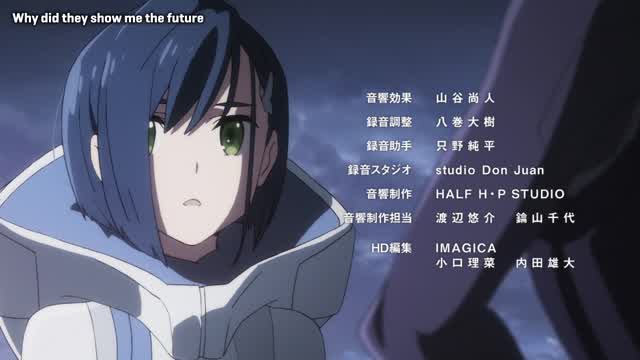 Why did they show me the future
音響効果 山谷尚人
録音調整 八巻大樹
録音助手 只野純平
録音スタジオ studio Don Juan
音響制作 HALF H・P STUDIO
音響制作担当 渡辺悠介 鑰山千代
HD編集 IMAGICA
小口理菜 内田雄大